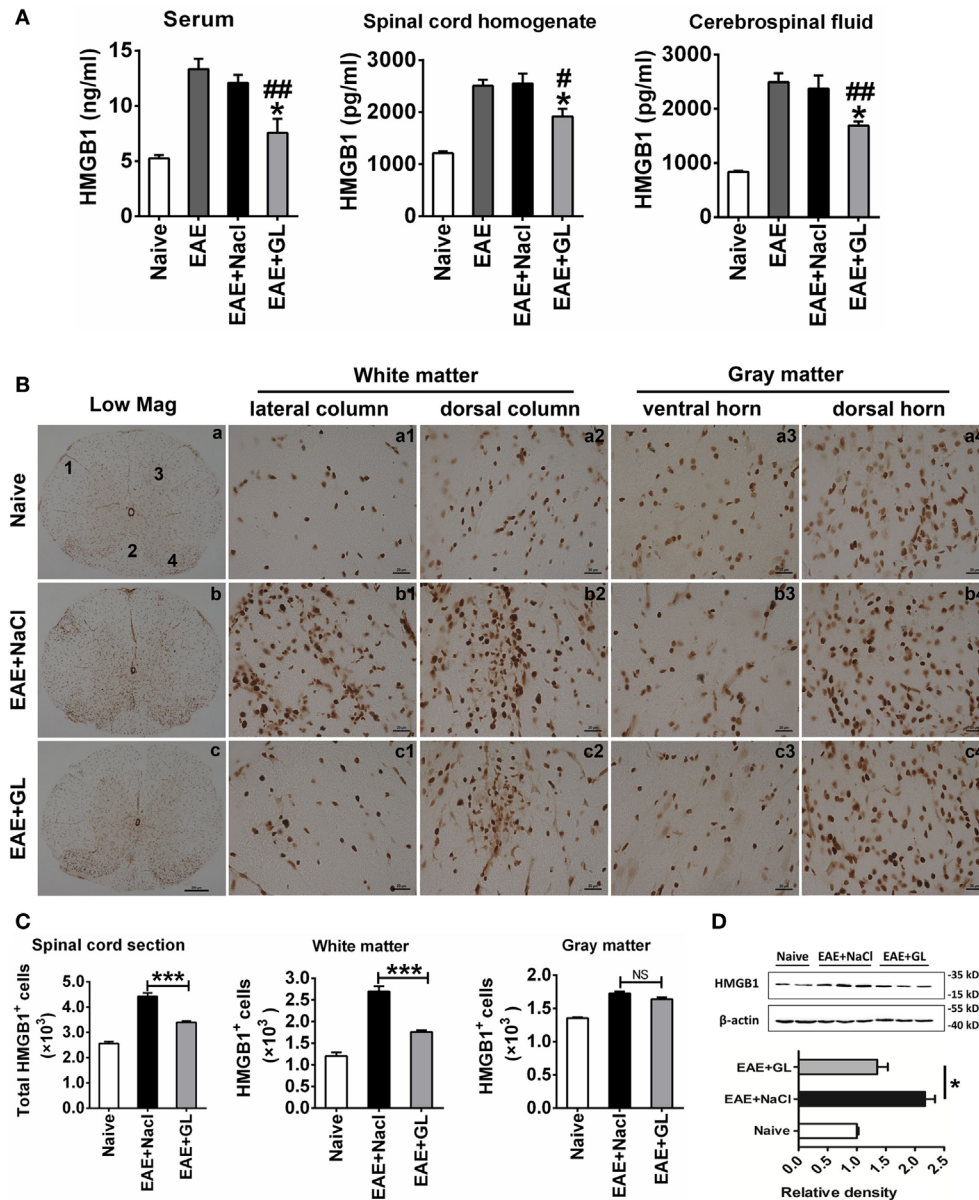 A
Serum
Spinal cord homogenate
Cerebrospinal fluid
HMGB1 (ng/ml)
15
10
5
0
##
*
Naive
EAE
EAE+Nacl
EAE+GL
HMGB1 (pg/ml)
3000
2000
1000
0
#
*
Naive
EAE
EAE+Nacl
EAE+GL
HMGB1 (pg/ml)
3000
2000
1000
0
##
*
Naive
EAE
EAE+Nacl
EAE+GL
B
White matter
Gray matter
Low Mag
lateral column
dorsal column
ventral horn
dorsal horn
Naive
a
1
3
2
4
a1
a2
a3
a4
EAE+NaCl
b
b1
b2
b3
b4
EAE+GL
c
c1
c2
c3
c4
C
Spinal cord section
White matter
Gray matter
Total HMGB1+ cells
(×10³)
5.0
4.0
3.0
2.0
1.0
0.0
***
Naive
EAE+Nacl
EAE+GL
HMGB1+ cells
(×10³)
3.0
2.5
2.0
1.5
1.0
0.5
0.0
***
Naive
EAE+Nacl
EAE+GL
HMGB1+ cells
(×10³)
2.0
1.5
1.0
0.5
0.0
NS
Naive
EAE+Nacl
EAE+GL
D
Naive EAE+NaCl EAE+GL
HMGB1
-35 kD
-15 kD
β-actin
-55 kD
-40 kD
EAE+GL
EAE+NaCl
Naive
*
0.0 0.5 1.0 1.5 2.0 2.5
Relative density